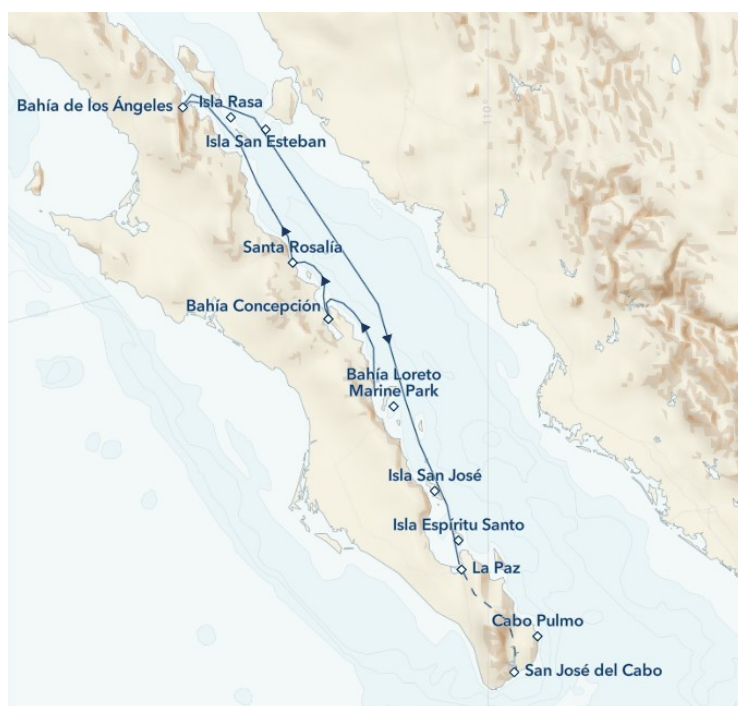 Bahía de los Ángeles
Isla Rasa
Isla San Esteban
110°
Santa Rosalía
Bahía Concepción
Bahía Loreto
Marine Park
Isla San José
Isla Espíritu Santo
La Paz
Cabo Pulmo
San José del Cabo